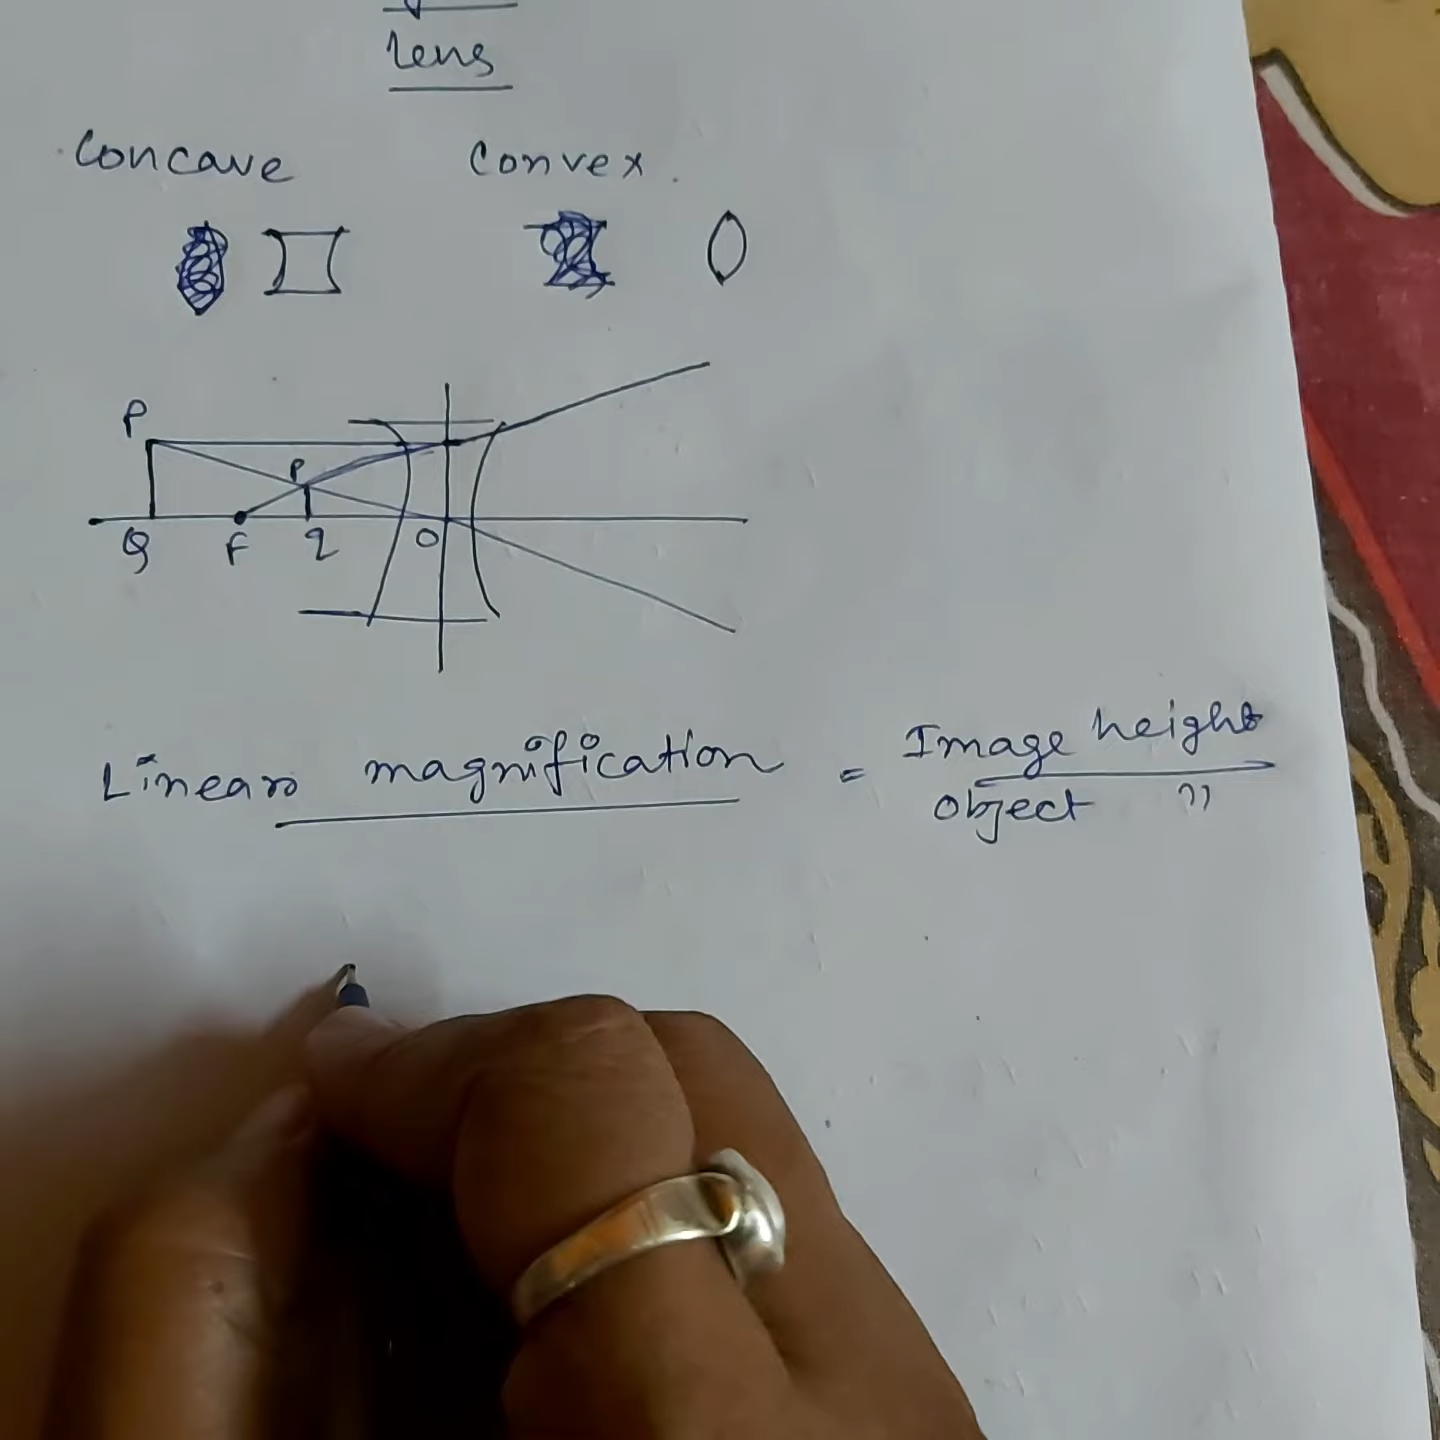 lens
Concave Convex.
P
P
Q F q O
Linear magnification = Image height
object "